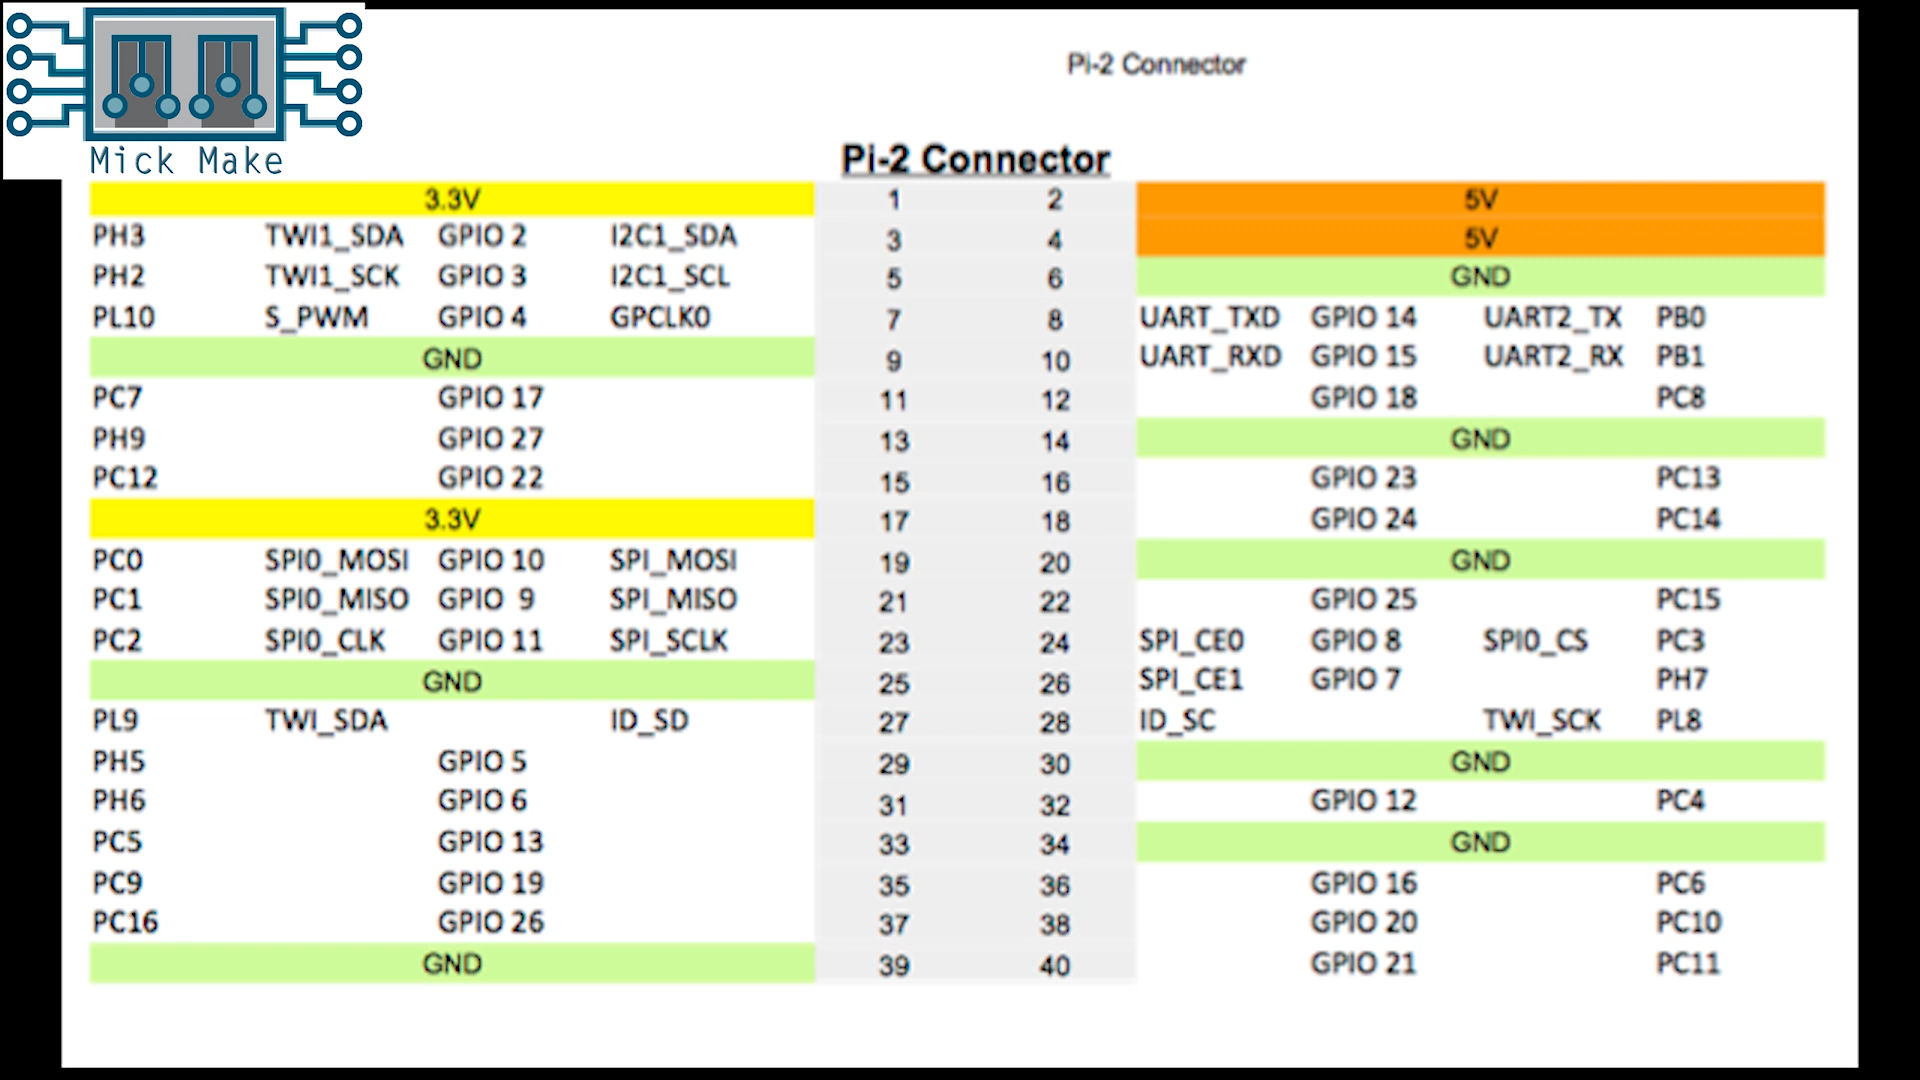 Mick Make
Pi-2 Connector
Pi-2 Connector
3.3V 1 2 5V
PH3 TWI1_SDA GPIO 2 I2C1_SDA 3 4 5V
PH2 TWI1_SCK GPIO 3 I2C1_SCL 5 6 GND
PL10 S_PWM GPIO 4 GPCLK0 7 8 UART_TXD GPIO 14 UART2_TX PB0
GND 9 10 UART_RXD GPIO 15 UART2_RX PB1
PC7 GPIO 17 11 12 GPIO 18 PC8
PH9 GPIO 27 13 14 GND
PC12 GPIO 22 15 16 GPIO 23 PC13
3.3V 17 18 GPIO 24 PC14
PC0 SPI0_MOSI GPIO 10 SPI_MOSI 19 20 GND
PC1 SPI0_MISO GPIO 9 SPI_MISO 21 22 GPIO 25 PC15
PC2 SPI0_CLK GPIO 11 SPI_SCLK 23 24 SPI_CE0 GPIO 8 SPI0_CS PC3
GND 25 26 SPI_CE1 GPIO 7 PH7
PL9 TWI_SDA ID_SD 27 28 ID_SC TWI_SCK PL8
PH5 GPIO 5 29 30 GND
PH6 GPIO 6 31 32 GPIO 12 PC4
PC5 GPIO 13 33 34 GND
PC9 GPIO 19 35 36 GPIO 16 PC6
PC16 GPIO 26 37 38 GPIO 20 PC10
GND 39 40 GPIO 21 PC11